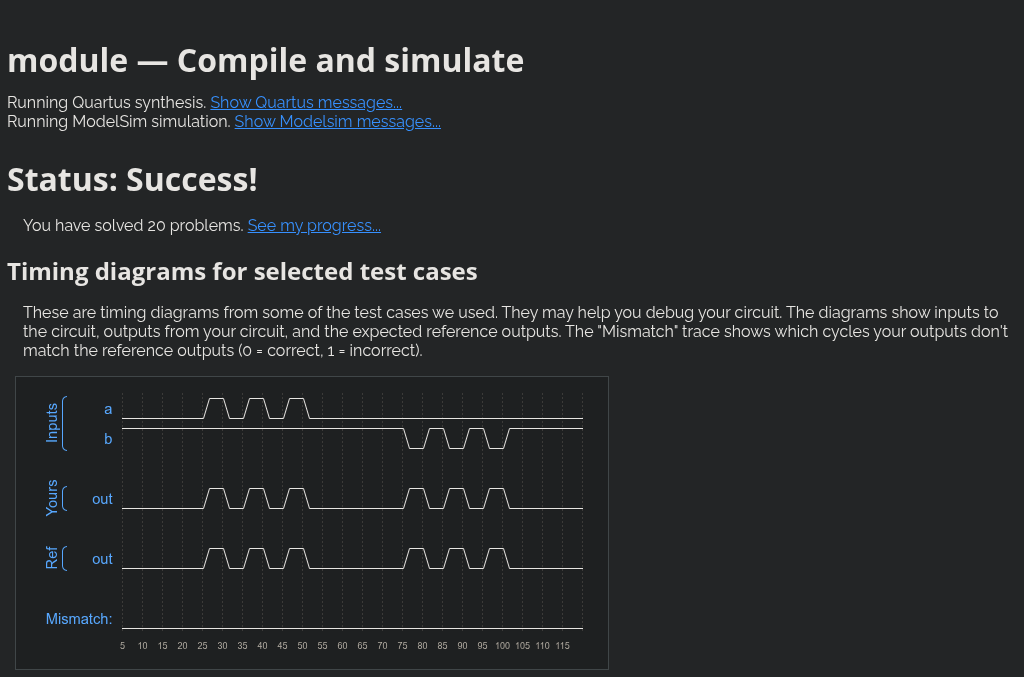 module — Compile and simulate
Running Quartus synthesis. Show Quartus messages...
Running ModelSim simulation. Show Modelsim messages...
Status: Success!
You have solved 20 problems. See my progress...
Timing diagrams for selected test cases
These are timing diagrams from some of the test cases we used. They may help you debug your circuit. The diagrams show inputs to
the circuit, outputs from your circuit, and the expected reference outputs. The "Mismatch" trace shows which cycles your outputs don't
match the reference outputs (0 = correct, 1 = incorrect).
Inputs
a
b
Yours
out
Ref
out
Mismatch:
5 10 15 20 25 30 35 40 45 50 55 60 65 70 75 80 85 90 95 100 105 110 115